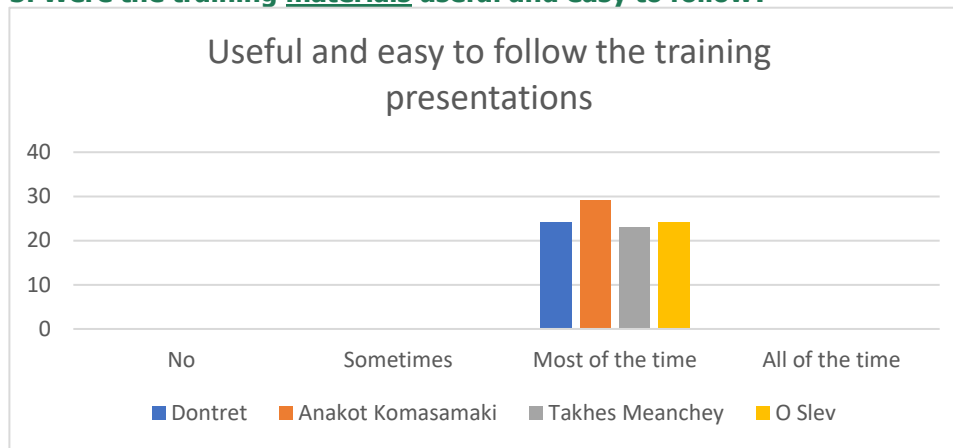 3. Were the training materials useful and easy to follow?
Useful and easy to follow the training
presentations
40
30
20
10
0
No Sometimes Most of the time All of the time
Dontret Anakot Komasamaki Takhes Meanchey O Slev